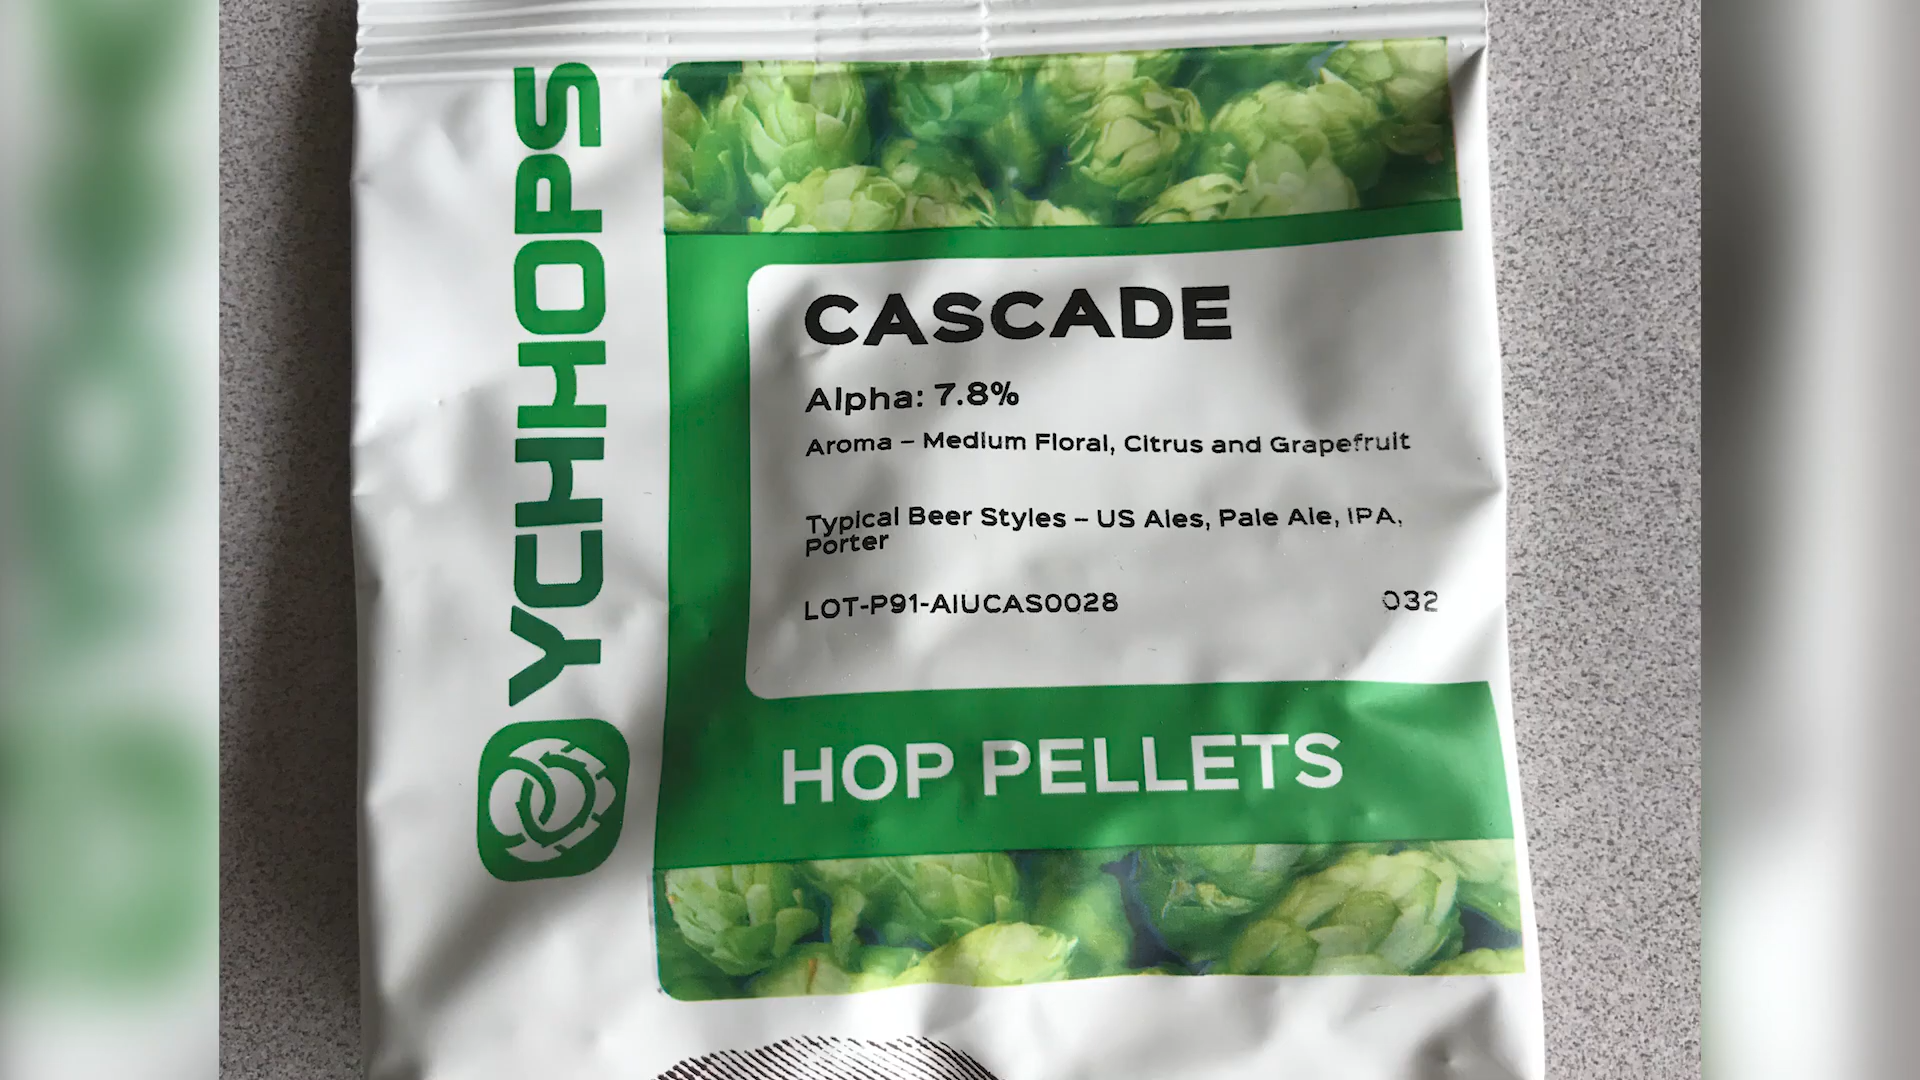 YCHHOPS
CASCADE
Alpha: 7.8%
Aroma – Medium Floral, Citrus and Grapefruit
Typical Beer Styles – US Ales, Pale Ale, IPA,
Porter
LOT-P91-AIUCAS0028 032
HOP PELLETS